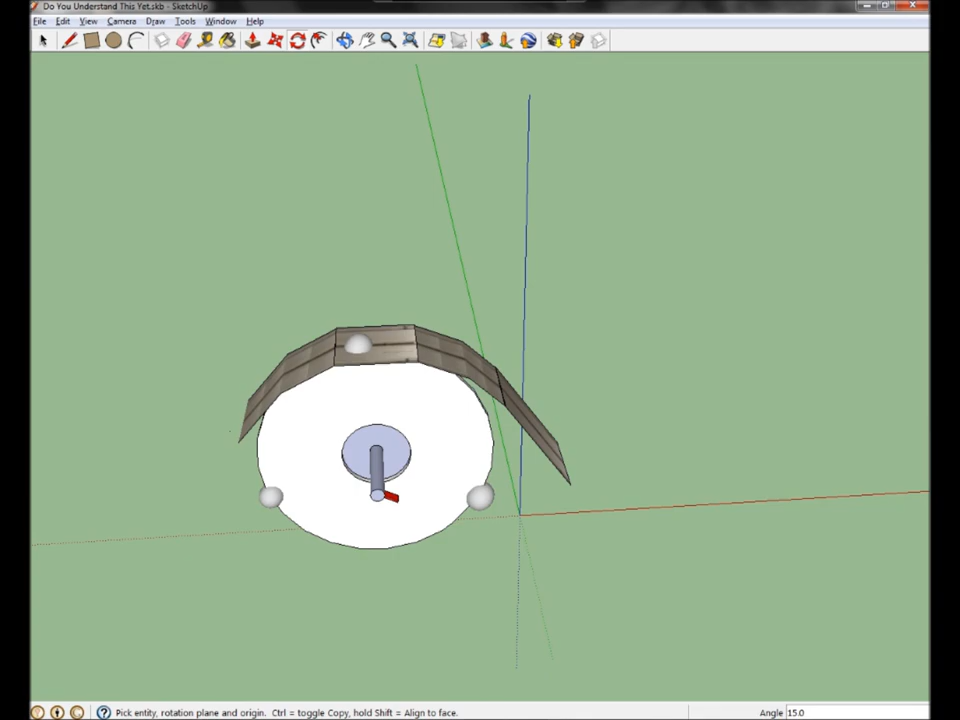 Do You Understand This Yet.skb - SketchUp
File Edit View Camera Draw Tools Window Help
Pick entity, rotation plane and origin. Ctrl = toggle Copy, hold Shift = Align to face. Angle 15.0